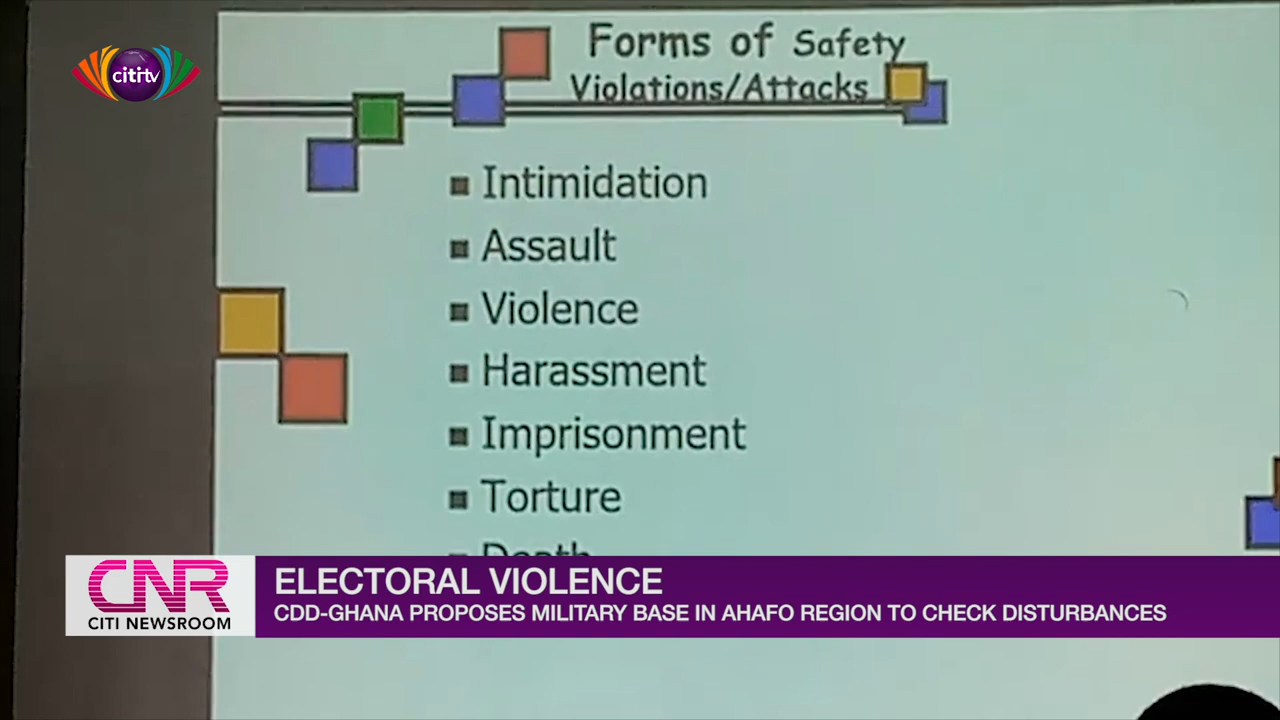 citi tv
Forms of Safety
Violations/Attacks
Intimidation
Assault
Violence
Harassment
Imprisonment
Torture
Death
CNR
CITI NEWSROOM
ELECTORAL VIOLENCE
CDD-GHANA PROPOSES MILITARY BASE IN AHAFO REGION TO CHECK DISTURBANCES